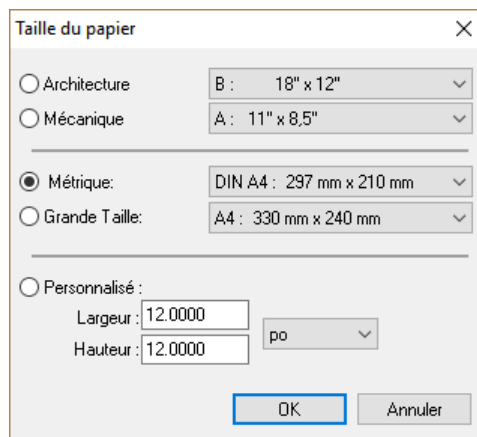 Taille du papier
Architecture B : 18" x 12"
Mécanique A : 11" x 8,5"
Métrique: DIN A4 : 297 mm x 210 mm
Grande Taille: A4 : 330 mm x 240 mm
Personnalisé :
Largeur : 12.0000
po
Hauteur : 12.0000
OK Annuler